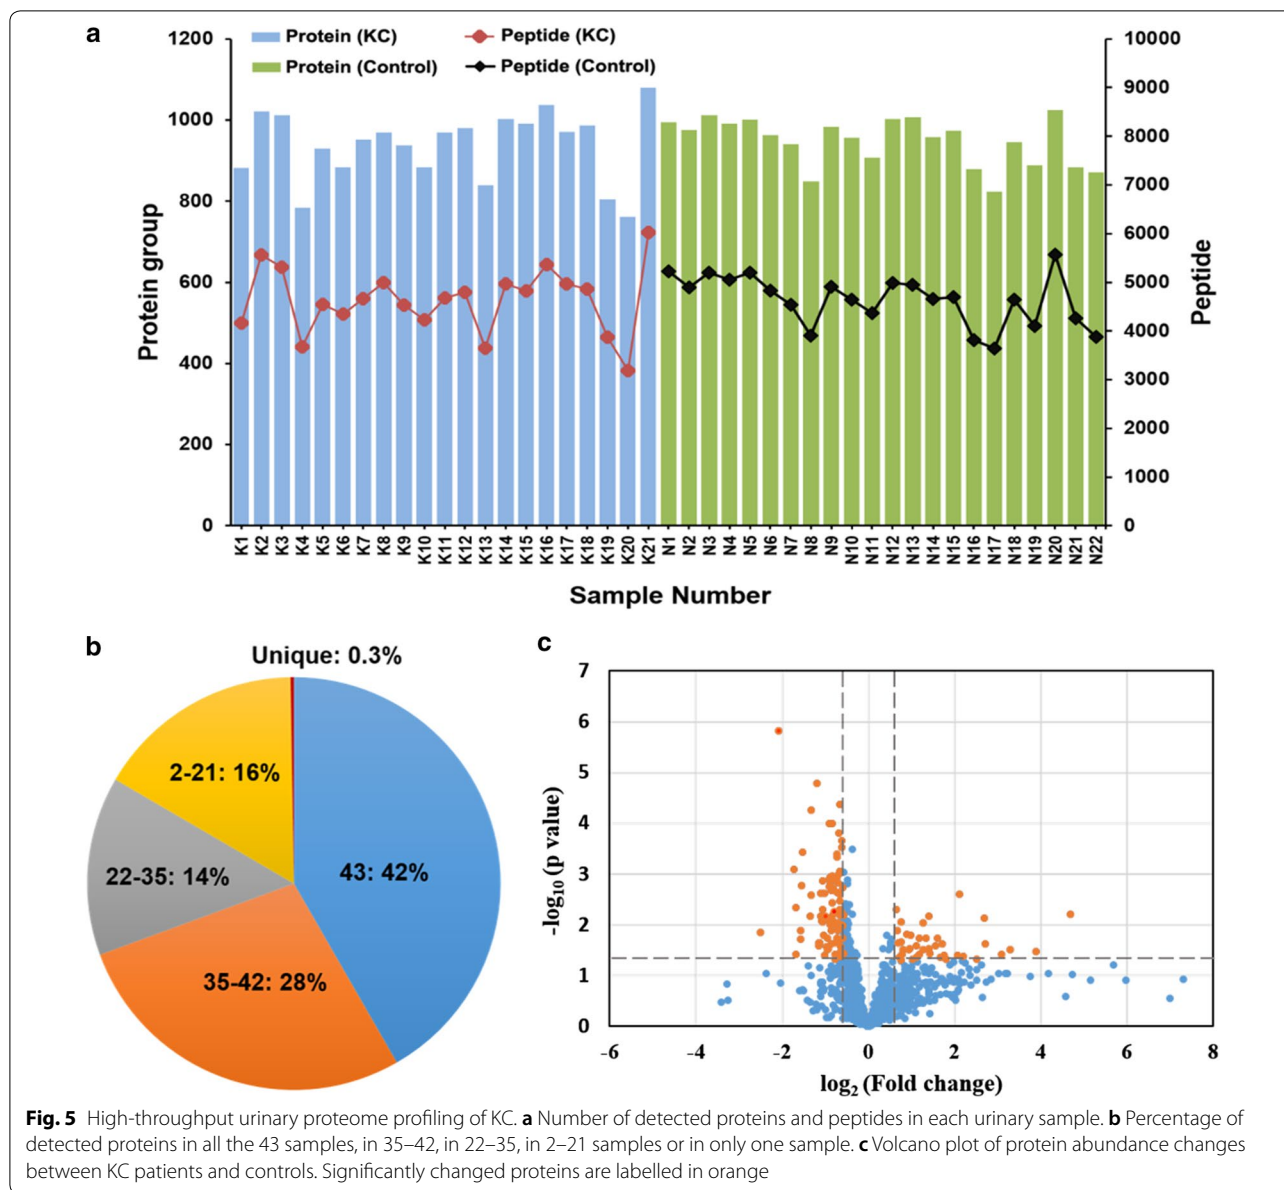 a
Protein (KC)
Peptide (KC)
Protein (Control)
Peptide (Control)
1200
1000
800
600
400
200
0
Protein group
10000
9000
8000
7000
6000
5000
4000
3000
2000
1000
0
Peptide
K1 K2 K3 K4 K5 K6 K7 K8 K9 K10 K11 K12 K13 K14 K15 K16 K17 K18 K19 K20 K21 N1 N2 N3 N4 N5 N6 N7 N8 N9 N10 N11 N12 N13 N14 N15 N16 N17 N18 N19 N20 N21 N22
Sample Number
b
Unique: 0.3%
2-21: 16%
43: 42%
22-35: 14%
35-42: 28%
c
7
6
5
4
3
2
1
0
-log10 (p value)
-6 -4 -2 0 2 4 6 8
log2 (Fold change)
Fig. 5 High-throughput urinary proteome profiling of KC. a Number of detected proteins and peptides in each urinary sample. b Percentage of
detected proteins in all the 43 samples, in 35–42, in 22–35, in 2–21 samples or in only one sample. c Volcano plot of protein abundance changes
between KC patients and controls. Significantly changed proteins are labelled in orange